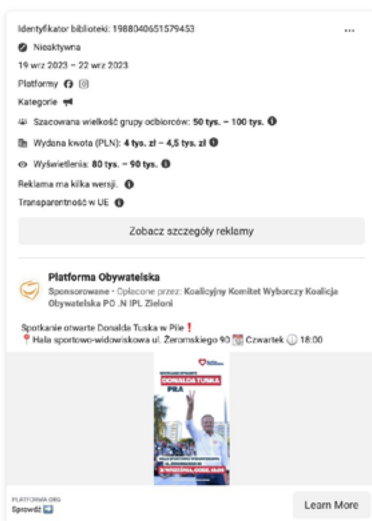 Identyfikator biblioteki: 1988040651579453
Nieaktywna
19 wrz 2023 – 22 wrz 2023
Platformy
Kategorie
Szacowana wielkość grupy odbiorców: 50 tys. – 100 tys.
Wydana kwota (PLN): 4 tys. zł – 4,5 tys. zł
Wyświetlenia: 80 tys. – 90 tys.
Reklama ma kilka wersji.
Transparentność w UE
Zobacz szczegóły reklamy
Platforma Obywatelska
Sponsorowane · Opłacone przez: Koalicyjny Komitet Wyborczy Koalicja
Obywatelska PO .N IPL Zieloni
Spotkanie otwarte Donalda Tuska w Pile❗
📍Hala sportowo-widowiskowa ul. Żeromskiego 90 📆 Czwartek 🕕 18:00
SPOTKANIE OTWARTE
DONALDA TUSKA
PIŁA
PLATFORMA.ORG
Sprawdź ➡️
Learn More